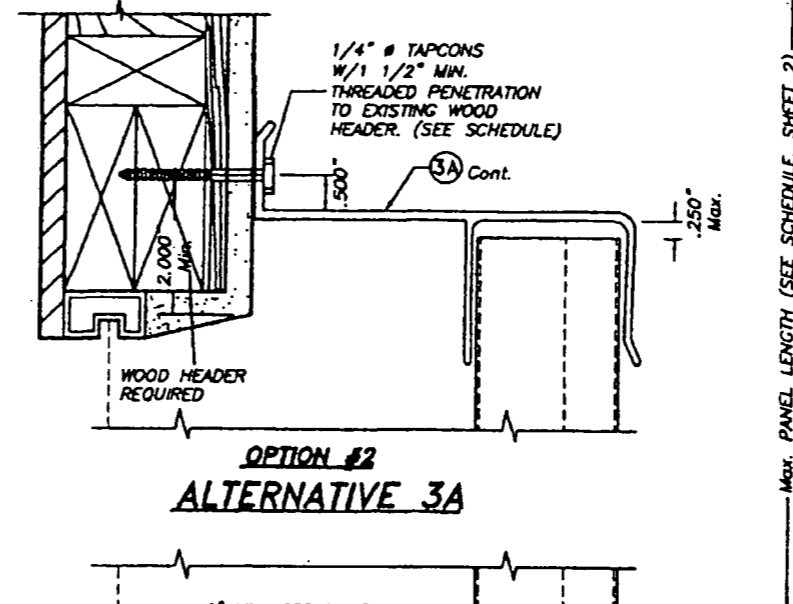 1/4" ø TAPCONS
W/1 1/2" MIN.
THREADED PENETRATION
TO EXISTING WOOD
HEADER. (SEE SCHEDULE)
3A Cont.
.500"
.250"
Max.
2.000
Min.
WOOD HEADER
REQUIRED
OPTION #2
ALTERNATIVE 3A
Max. PANEL LENGTH (SEE SCHEDULE, SHEET 2)